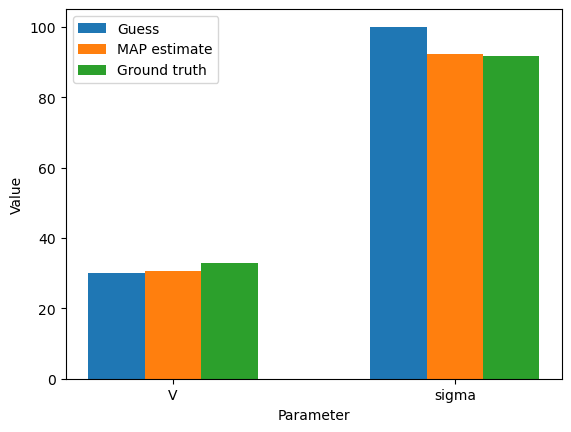 Guess
MAP estimate
Ground truth
100
80
60
40
20
0
Value
V
sigma
Parameter